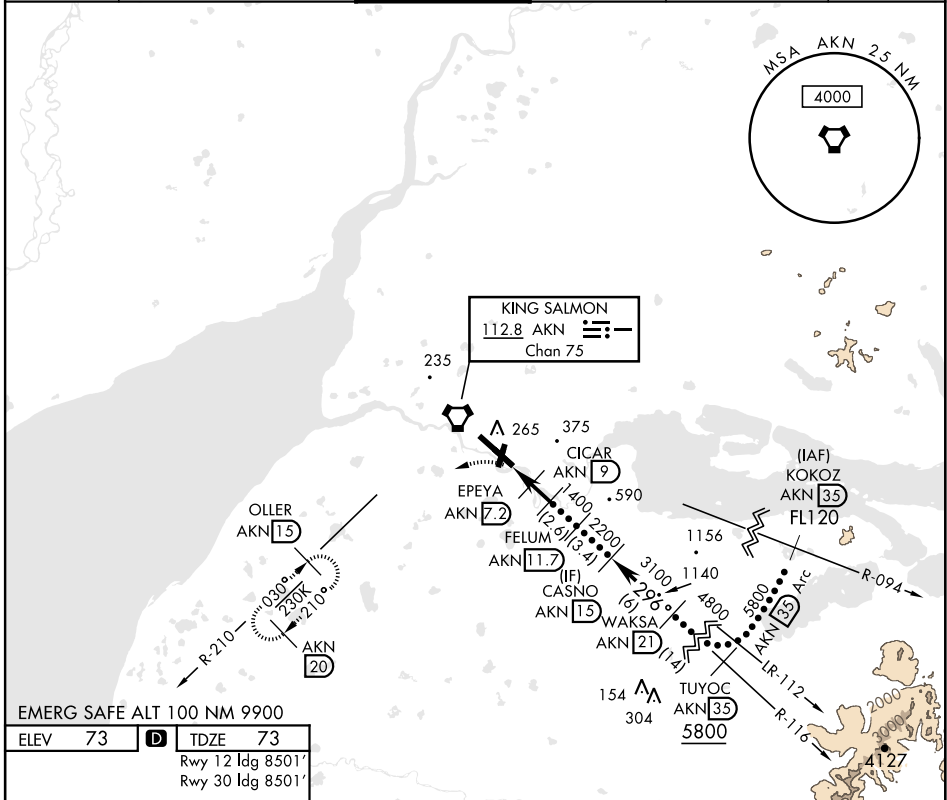 MSA AKN 25 NM
4000
KING SALMON
112.8 AKN
Chan 75
235
265
375
CICAR
AKN 9
590
EPEYA
AKN 7.2
1400
(2.6)
2200
(3.4)
FELUM
AKN 11.7
(IF)
CASNO
AKN 15
3100
296°
(6)
1156
1140
WAKSA
AKN 21
4800
(14)
(IAF)
KOKOZ
AKN 35
FL120
R-094
5800
AKN 35 Arc
LR-112
R-116
TUYOC
AKN 35
5800
154
304
OLLER
AKN 15
030°
230K
210°
R-210
AKN
20
2000
3000
4127
EMERG SAFE ALT 100 NM 9900
ELEV 73 D TDZE 73
Rwy 12 ldg 8501'
Rwy 30 ldg 8501'